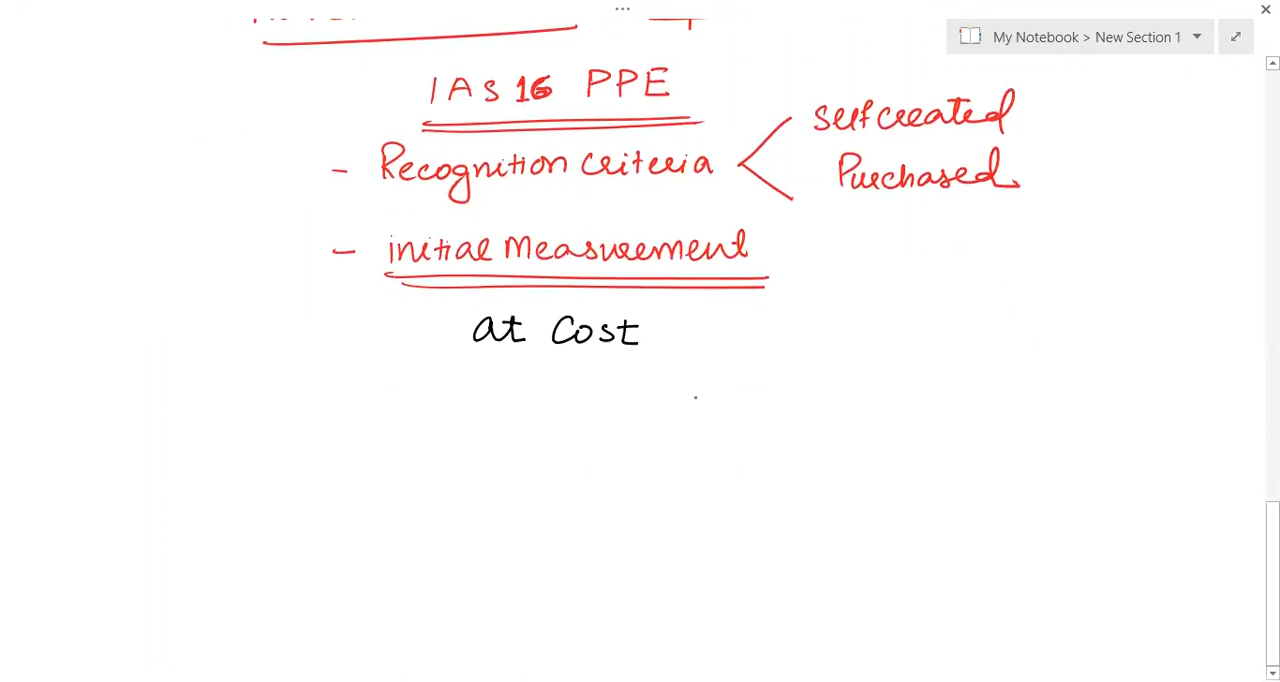 My Notebook > New Section 1
IAS 16 PPE
- Recognition Criteria
Self created
Purchased
- initial Measurement
at Cost